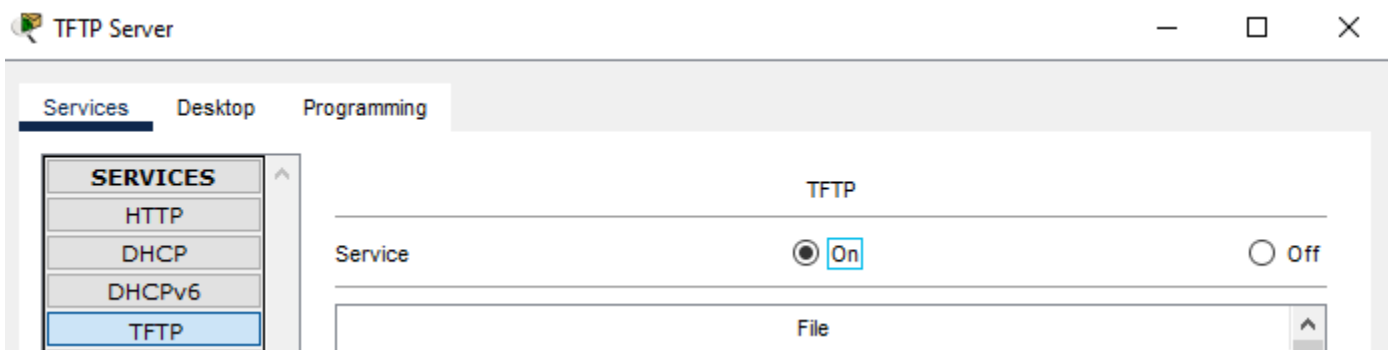 TFTP Server
Services Desktop Programming
SERVICES
HTTP
DHCP
DHCPv6
TFTP
TFTP
Service On Off
File